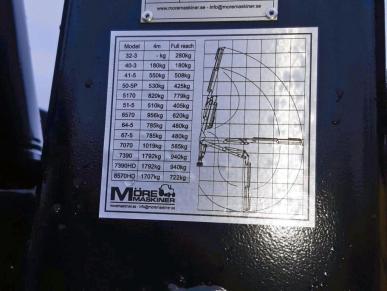 www.moremaskiner.se -info@moremaskiner.se
Model 4m Full reach
32-3 - kg 280kg
40-3 180kg 180kg
41-5 550kg 508kg
50-5P 530kg 425kg
5170 820kg 779kg
51-5 510kg 405kg
6570 956kg 620kg
64-5 785kg 480kg
67-5 785kg 480kg
7070 1019kg 585kg
7390 1792kg 940kg
7390HD 1792kg 940kg
8570HD 1707kg 722kg
MÖRE
MASKINER
www.moremaskiner.se - info@moremaskiner.se